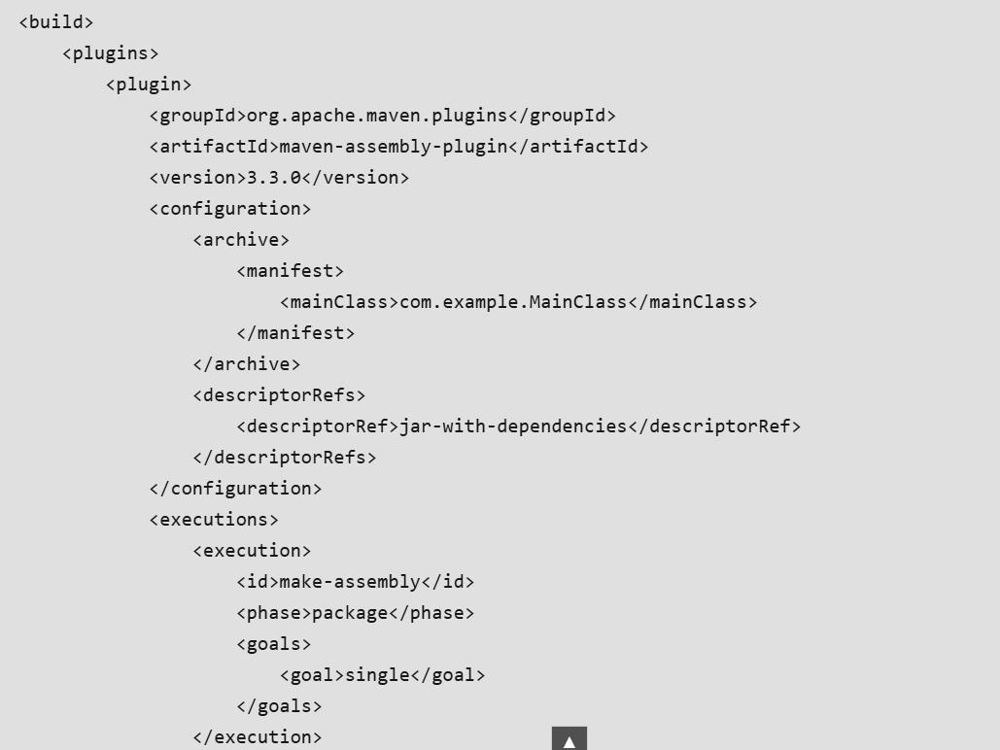 <build>
    <plugins>
        <plugin>
            <groupId>org.apache.maven.plugins</groupId>
            <artifactId>maven-assembly-plugin</artifactId>
            <version>3.3.0</version>
            <configuration>
                <archive>
                    <manifest>
                        <mainClass>com.example.MainClass</mainClass>
                    </manifest>
                </archive>
                <descriptorRefs>
                    <descriptorRef>jar-with-dependencies</descriptorRef>
                </descriptorRefs>
            </configuration>
            <executions>
                <execution>
                    <id>make-assembly</id>
                    <phase>package</phase>
                    <goals>
                        <goal>single</goal>
                    </goals>
                </execution>